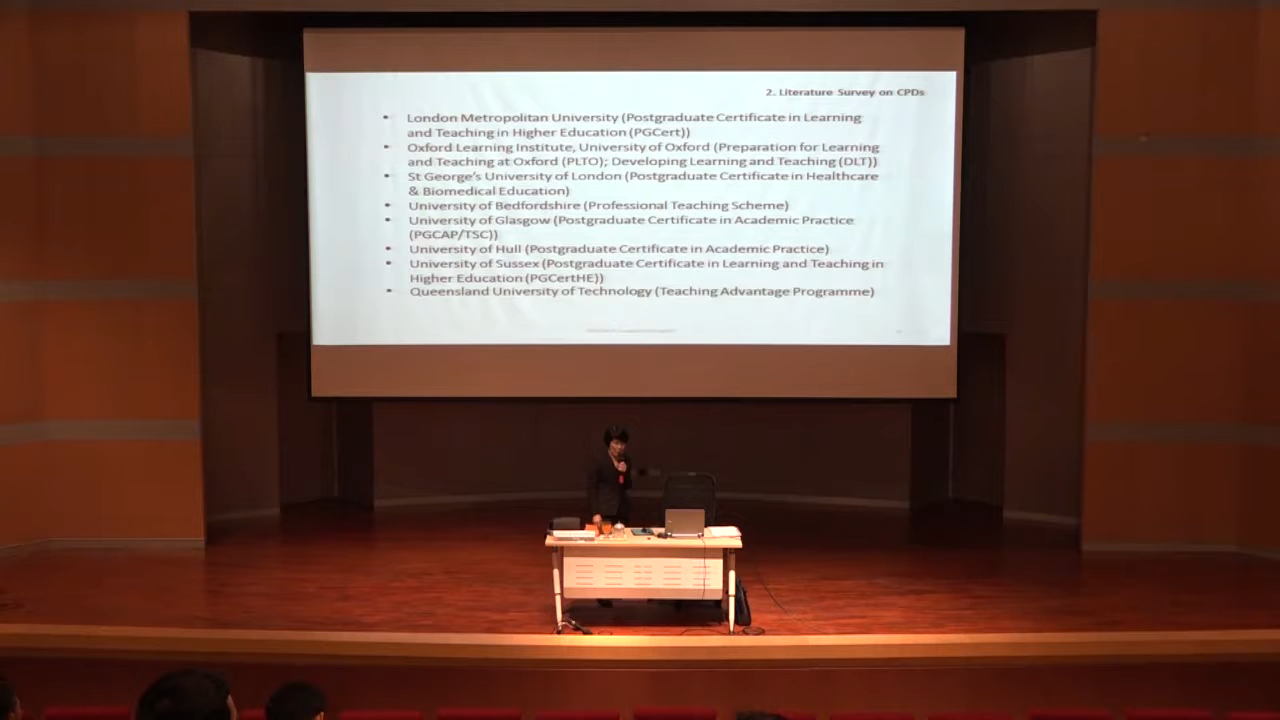 2. Literature Survey on CPDs
• London Metropolitan University (Postgraduate Certificate in Learning
and Teaching in Higher Education (PGCert))
• Oxford Learning Institute, University of Oxford (Preparation for Learning
and Teaching at Oxford (PLTO); Developing Learning and Teaching (DLT))
• St George's University of London (Postgraduate Certificate in Healthcare
& Biomedical Education)
• University of Bedfordshire (Professional Teaching Scheme)
• University of Glasgow (Postgraduate Certificate in Academic Practice
(PGCAP/TSC))
• University of Hull (Postgraduate Certificate in Academic Practice)
• University of Sussex (Postgraduate Certificate in Learning and Teaching in
Higher Education (PGCertHE))
• Queensland University of Technology (Teaching Advantage Programme)